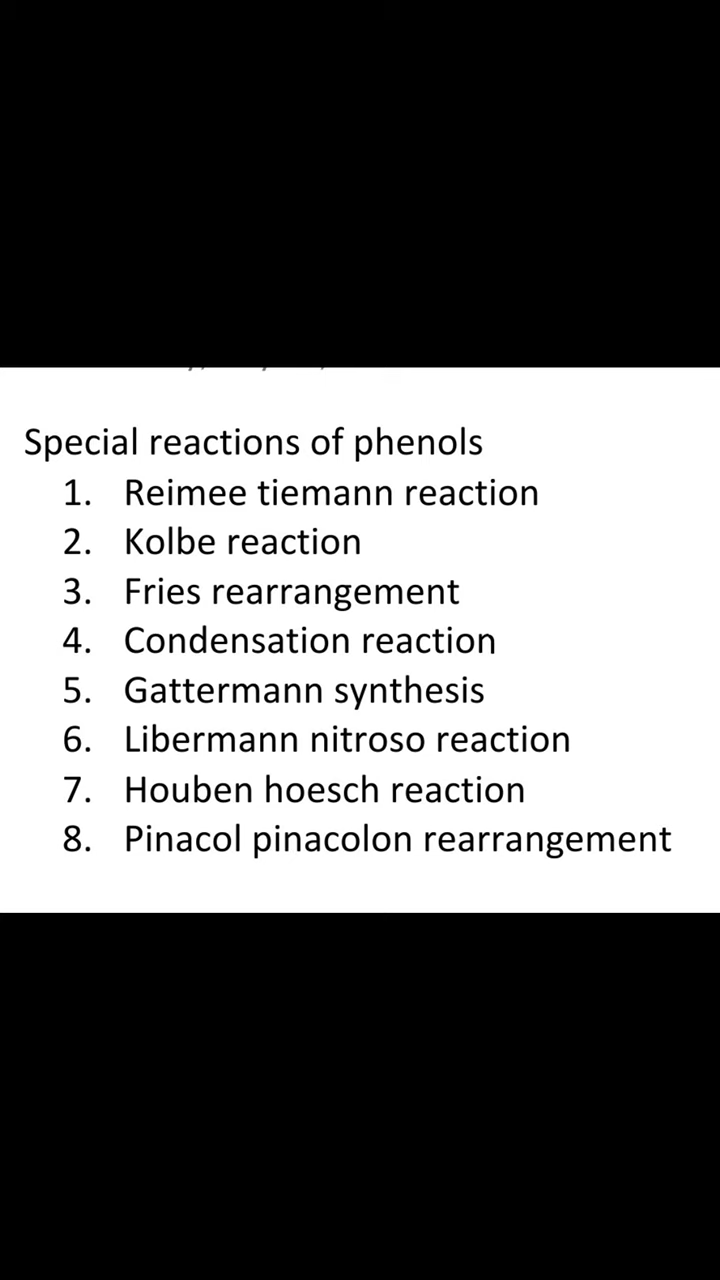 Special reactions of phenols
1. Reimee tiemann reaction
2. Kolbe reaction
3. Fries rearrangement
4. Condensation reaction
5. Gattermann synthesis
6. Libermann nitroso reaction
7. Houben hoesch reaction
8. Pinacol pinacolon rearrangement